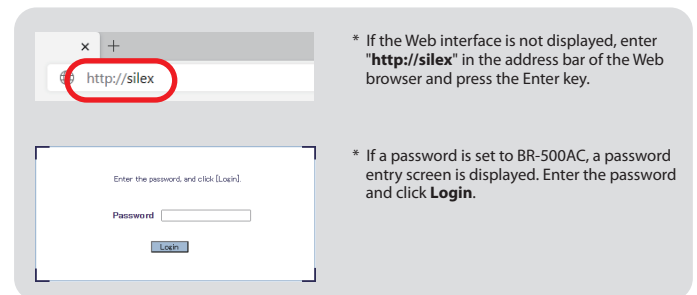 × +
http://silex
* If the Web interface is not displayed, enter
"http://silex" in the address bar of the Web
browser and press the Enter key.
Enter the password, and click [Login].
Password
Login
* If a password is set to BR-500AC, a password
entry screen is displayed. Enter the password
and click Login.